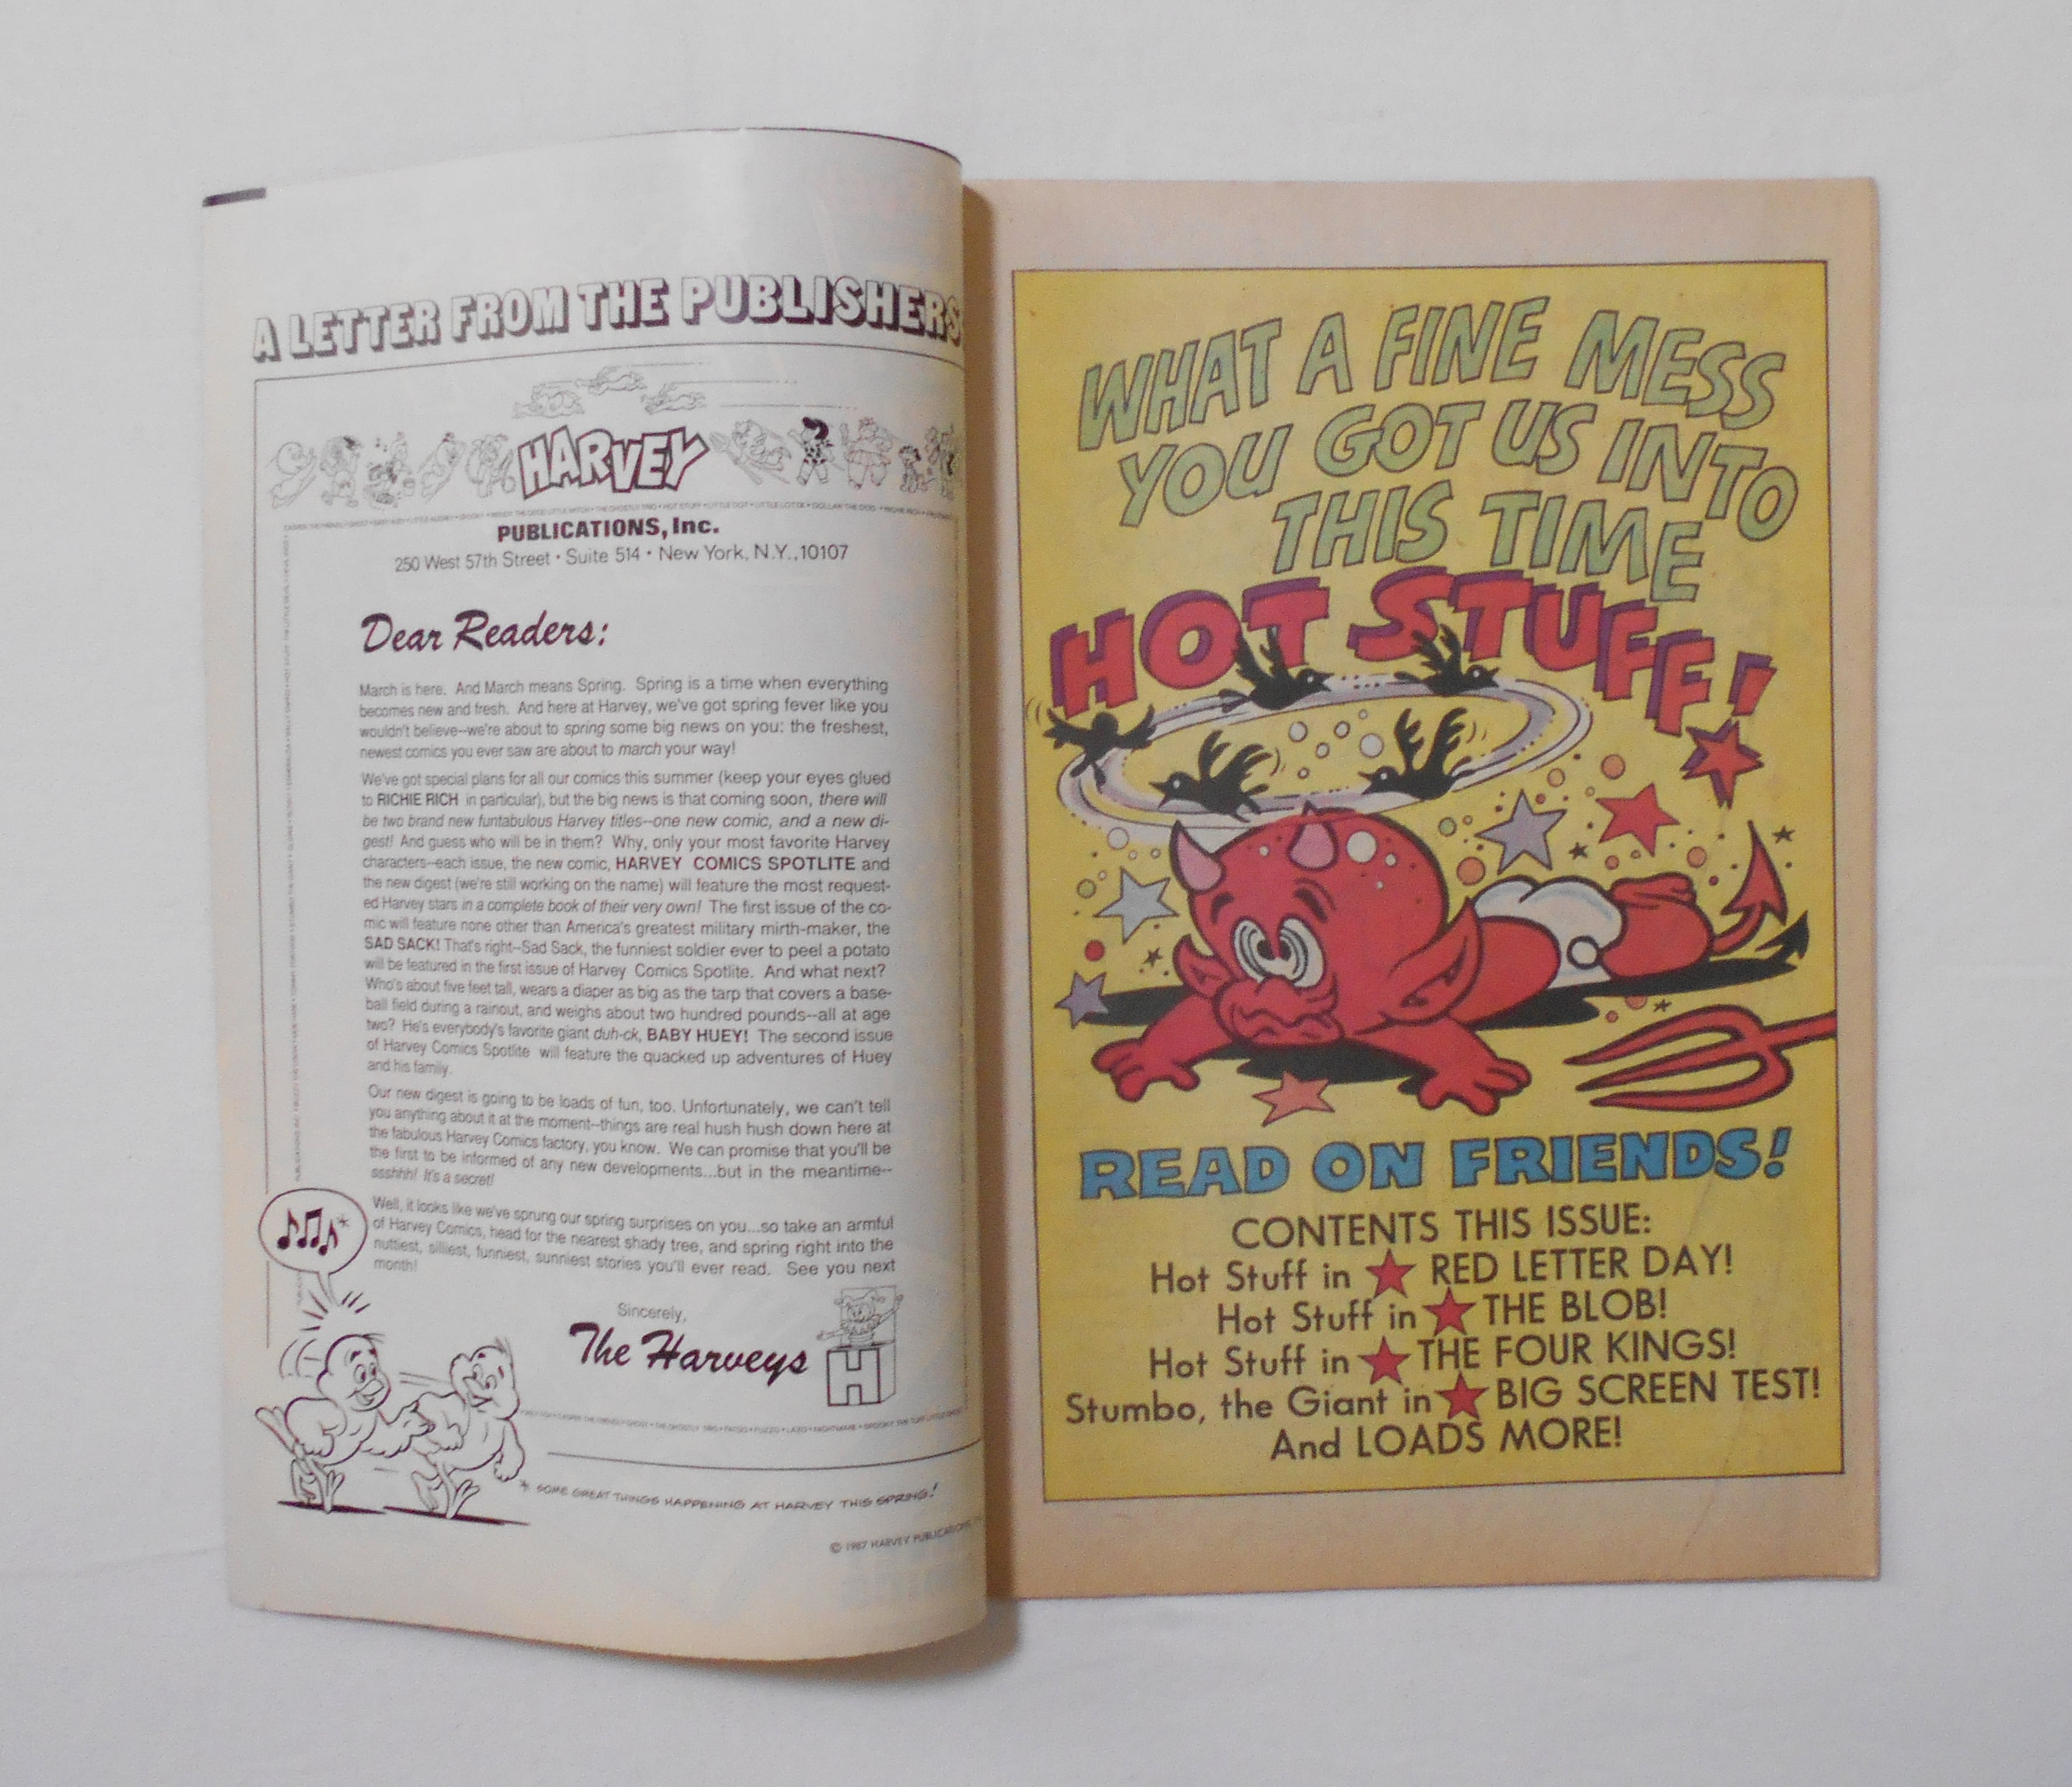 A LETTER FROM THE PUBLISHERS
HARVEY
PUBLICATIONS, Inc.
250 West 57th Street • Suite 514 • New York, N.Y., 10107
Dear Readers:
March is here. And March means Spring. Spring is a time when everything
becomes new and fresh. And here at Harvey, we've got spring fever like you
wouldn't believe--we're about to spring some big news on you: the freshest,
newest comics you ever saw are about to march your way!
We've got special plans for all our comics this summer (keep your eyes glued
to RICHIE RICH in particular), but the big news is that coming soon, there will
be two brand new funtabulous Harvey titles--one new comic, and a new di-
gest! And guess who will be in them? Why, only your most favorite Harvey
characters--each issue, the new comic, HARVEY COMICS SPOTLITE and
the new digest (we're still working on the name) will feature the most request-
ed Harvey stars in a complete book of their very own! The first issue of the co-
mic will feature none other than America's greatest military mirth-maker, the
SAD SACK! That's right--Sad Sack, the funniest soldier ever to peel a potato
will be featured in the first issue of Harvey Comics Spotlite. And what next?
Who's about five feet tall, wears a diaper as big as the tarp that covers a base-
ball field during a rainout, and weighs about two hundred pounds--all at age
two? He's everybody's favorite giant duh-ck, BABY HUEY! The second issue
of Harvey Comics Spotlite will feature the quacked up adventures of Huey
and his family.
Our new digest is going to be loads of fun, too. Unfortunately, we can't tell
you anything about it at the moment--things are real hush hush down here at
the fabulous Harvey Comics factory, you know. We can promise that you'll be
the first to be informed of any new developments...but in the meantime--
ssshhh! It's a secret!
Well, it looks like we've sprung our spring surprises on you...so take an armful
of Harvey Comics, head for the nearest shady tree, and spring right into the
nuttiest, silliest, funniest, sunniest stories you'll ever read. See you next
month!
Sincerely,
The Harveys
H
* SOME GREAT THINGS HAPPENING AT HARVEY THIS SPRING!
© 1987 HARVEY PUBLICATIONS
WHAT A FINE MESS
YOU GOT US INTO
THIS TIME
HOT STUFF!
READ ON FRIENDS!
CONTENTS THIS ISSUE:
Hot Stuff in ★ RED LETTER DAY!
Hot Stuff in ★ THE BLOB!
Hot Stuff in ★ THE FOUR KINGS!
Stumbo, the Giant in ★ BIG SCREEN TEST!
And LOADS MORE!